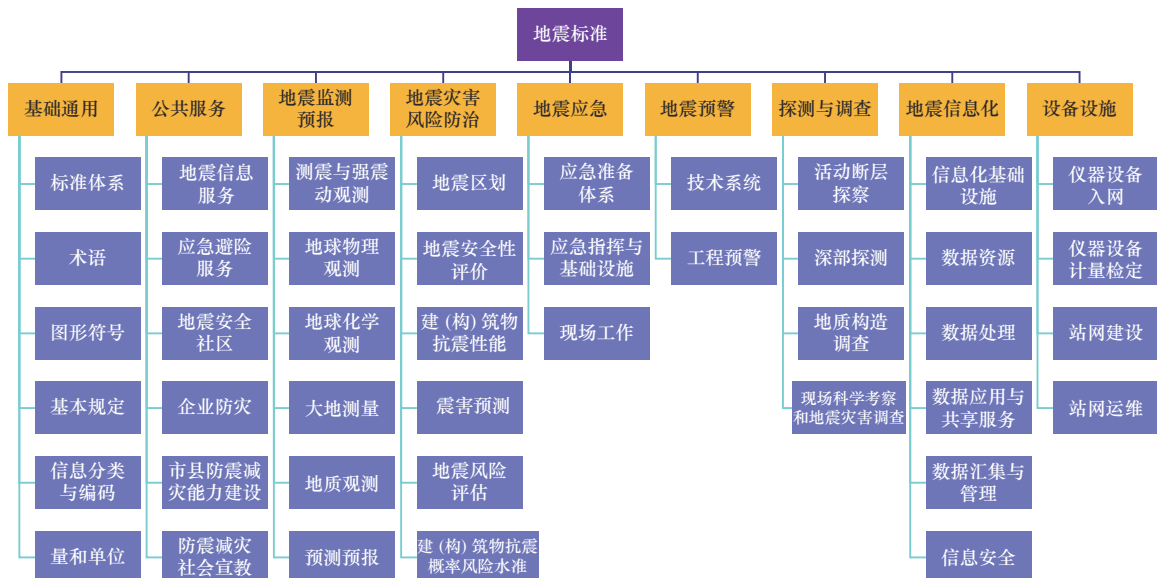 地震标准
基础通用
标准体系
术语
图形符号
基本规定
信息分类
与编码
量和单位
公共服务
地震信息
服务
应急避险
服务
地震安全
社区
企业防灾
市县防震减
灾能力建设
防震减灾
社会宣教
地震监测
预报
测震与强震
动观测
地球物理
观测
地球化学
观测
大地测量
地质观测
预测预报
地震灾害
风险防治
地震区划
地震安全性
评价
建 (构) 筑物
抗震性能
震害预测
地震风险
评估
建 (构) 筑物抗震
概率风险水准
地震应急
应急准备
体系
应急指挥与
基础设施
现场工作
地震预警
技术系统
工程预警
探测与调查
活动断层
探察
深部探测
地质构造
调查
现场科学考察
和地震灾害调查
地震信息化
信息化基础
设施
数据资源
数据处理
数据应用与
共享服务
数据汇集与
管理
信息安全
设备设施
仪器设备
入网
仪器设备
计量检定
站网建设
站网运维